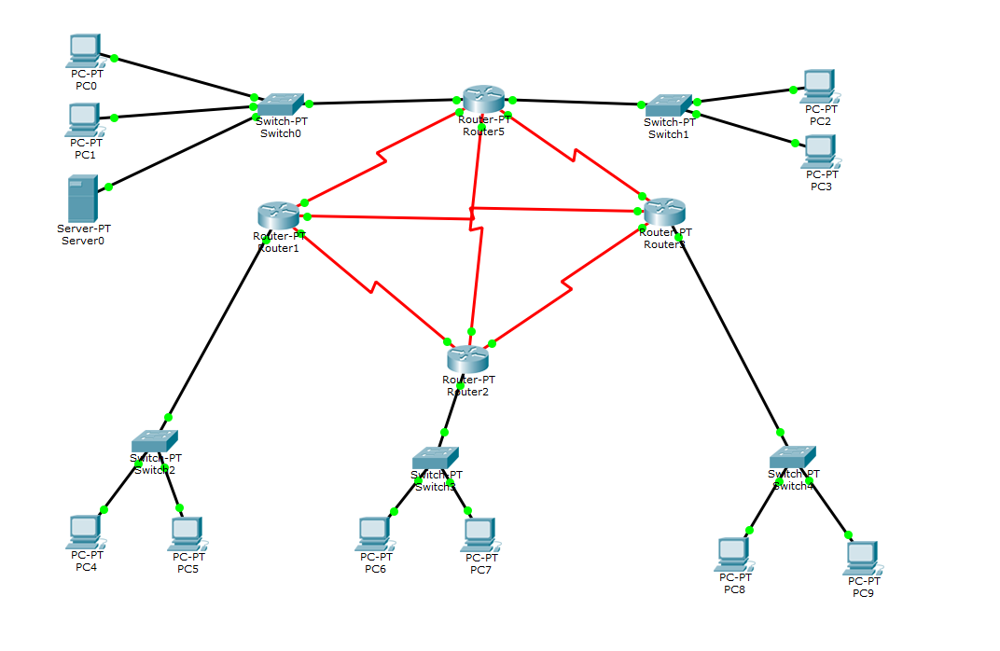 PC-PT
PC0
PC-PT
PC1
Server-PT
Server0
Switch-PT
Switch0
Router-PT
Router5
Switch-PT
Switch1
PC-PT
PC2
PC-PT
PC3
Router-PT
Router1
Router-PT
Router3
Router-PT
Router2
Switch-PT
Switch2
Switch-PT
Switch3
Switch-PT
Switch4
PC-PT
PC4
PC-PT
PC5
PC-PT
PC6
PC-PT
PC7
PC-PT
PC8
PC-PT
PC9